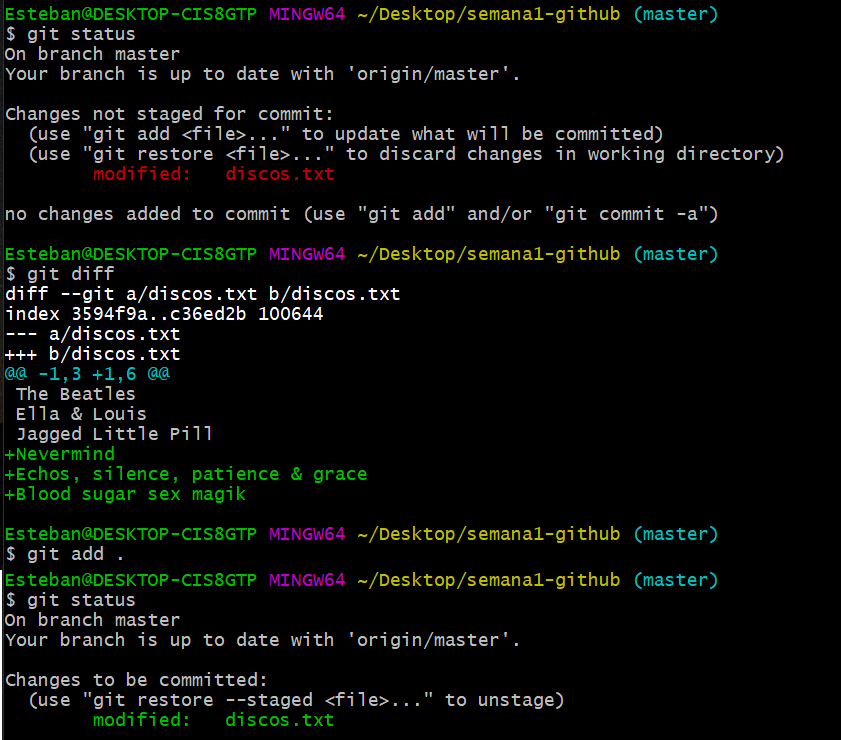 Esteban@DESKTOP-CIS8GTP MINGW64 ~/Desktop/semana1-github (master)
$ git status
On branch master
Your branch is up to date with 'origin/master'.
Changes not staged for commit:
  (use "git add <file>..." to update what will be committed)
  (use "git restore <file>..." to discard changes in working directory)
        modified:   discos.txt
no changes added to commit (use "git add" and/or "git commit -a")
Esteban@DESKTOP-CIS8GTP MINGW64 ~/Desktop/semana1-github (master)
$ git diff
diff --git a/discos.txt b/discos.txt
index 3594f9a..c36ed2b 100644
--- a/discos.txt
+++ b/discos.txt
@@ -1,3 +1,6 @@
 The Beatles
 Ella & Louis
 Jagged Little Pill
+Nevermind
+Echos, silence, patience & grace
+Blood sugar sex magik
Esteban@DESKTOP-CIS8GTP MINGW64 ~/Desktop/semana1-github (master)
$ git add .
Esteban@DESKTOP-CIS8GTP MINGW64 ~/Desktop/semana1-github (master)
$ git status
On branch master
Your branch is up to date with 'origin/master'.
Changes to be committed:
  (use "git restore --staged <file>..." to unstage)
        modified:   discos.txt